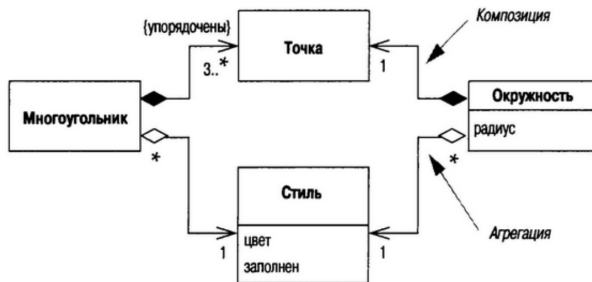 {упорядочены}
Точка
Композиция
3..*
1
Многоугольник
Окружность
радиус
*
*
Стиль
цвет
заполнен
1
1
Агрегация